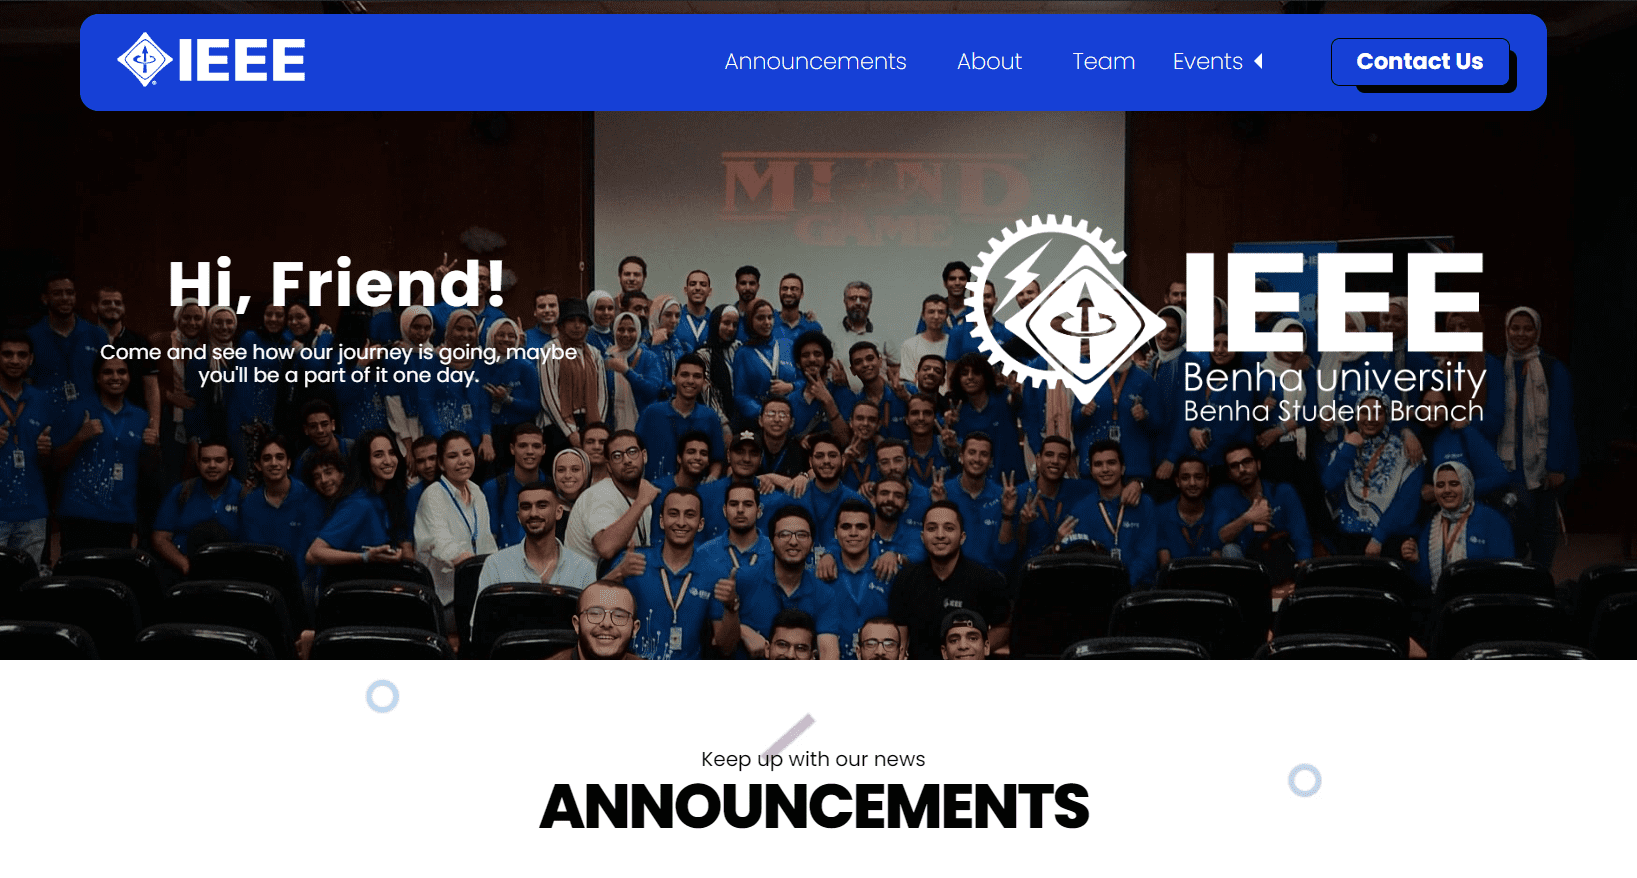 IEEE
Announcements
About
Team
Events
Contact Us
MIND
GAME
Hi, Friend!
Come and see how our journey is going, maybe
you'll be a part of it one day.
IEEE
Benha university
Benha Student Branch
Keep up with our news
ANNOUNCEMENTS